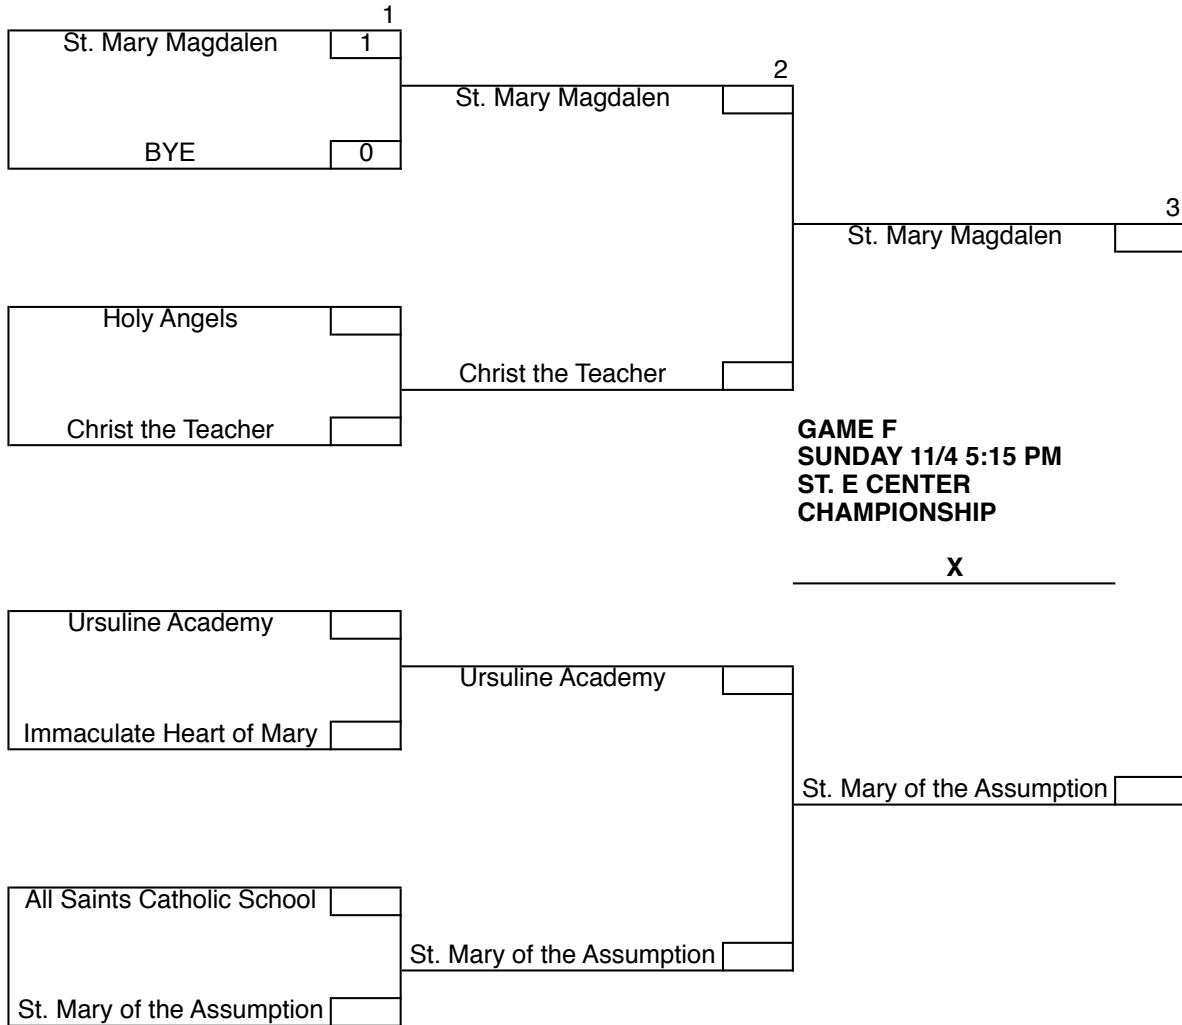 1
St. Mary Magdalen 1
2
St. Mary Magdalen
BYE 0
3
St. Mary Magdalen
Holy Angels
Christ the Teacher
Christ the Teacher
GAME F
SUNDAY 11/4 5:15 PM
ST. E CENTER
CHAMPIONSHIP
X
Ursuline Academy
Ursuline Academy
Immaculate Heart of Mary
St. Mary of the Assumption
All Saints Catholic School
St. Mary of the Assumption
St. Mary of the Assumption